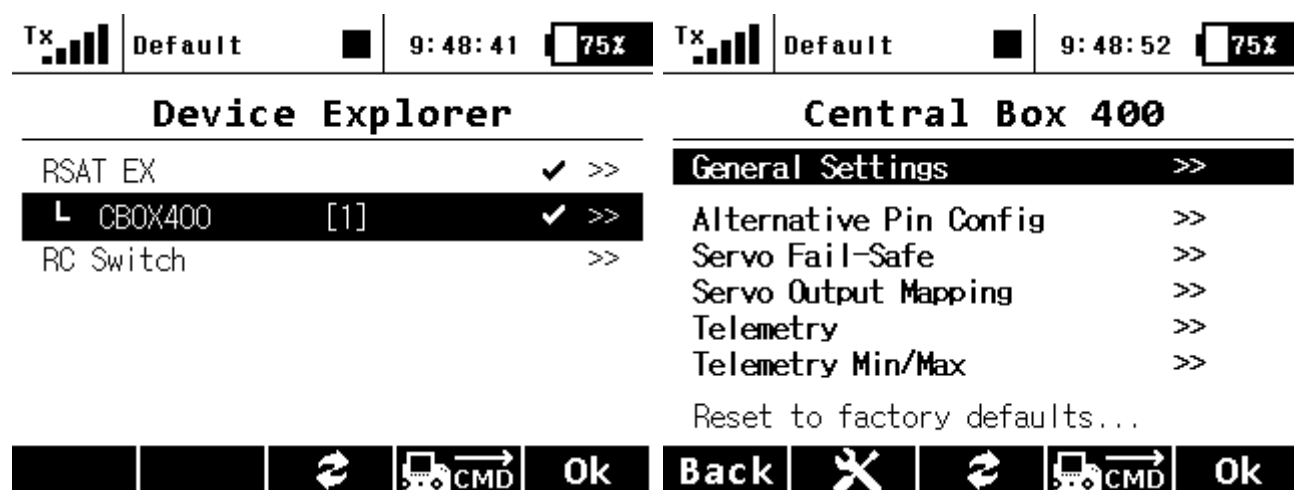 Tx Default 9:48:41 75%
Device Explorer
RSAT EX >>
CBOX400 [1] >>
RC Switch >>
CMD Ok
Tx Default 9:48:52 75%
Central Box 400
General Settings >>
Alternative Pin Config >>
Servo Fail-Safe >>
Servo Output Mapping >>
Telemetry >>
Telemetry Min/Max >>
Reset to factory defaults...
Back CMD Ok